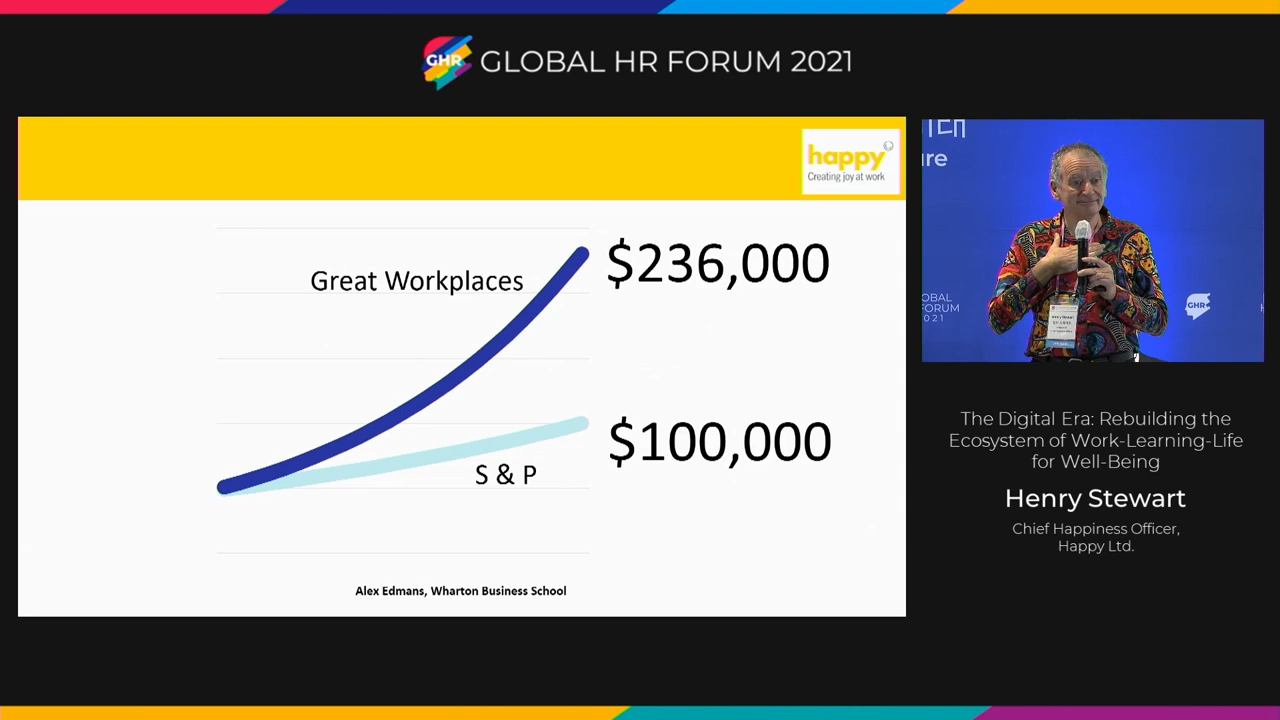 GHR GLOBAL HR FORUM 2021
happy
Creating joy at work
$236,000
Great Workplaces
$100,000
S & P
Alex Edmans, Wharton Business School
GHR
The Digital Era: Rebuilding the
Ecosystem of Work-Learning-Life
for Well-Being
Henry Stewart
Chief Happiness Officer,
Happy Ltd.